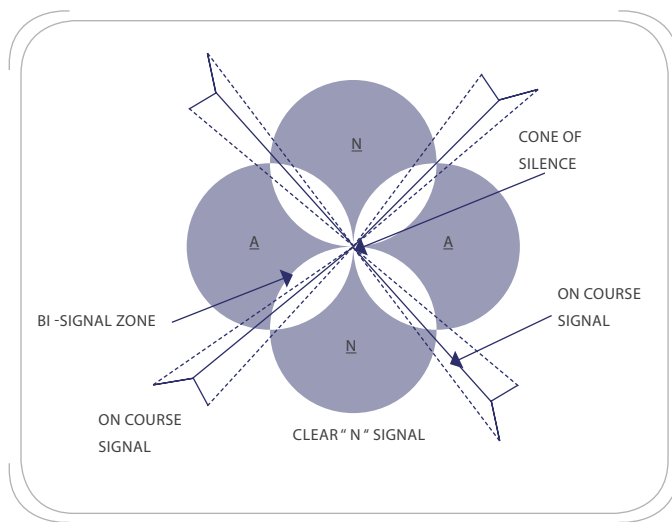 N
CONE OF
SILENCE
A
A
ON COURSE
SIGNAL
BI -SIGNAL ZONE
N
ON COURSE
SIGNAL
CLEAR “ N “ SIGNAL